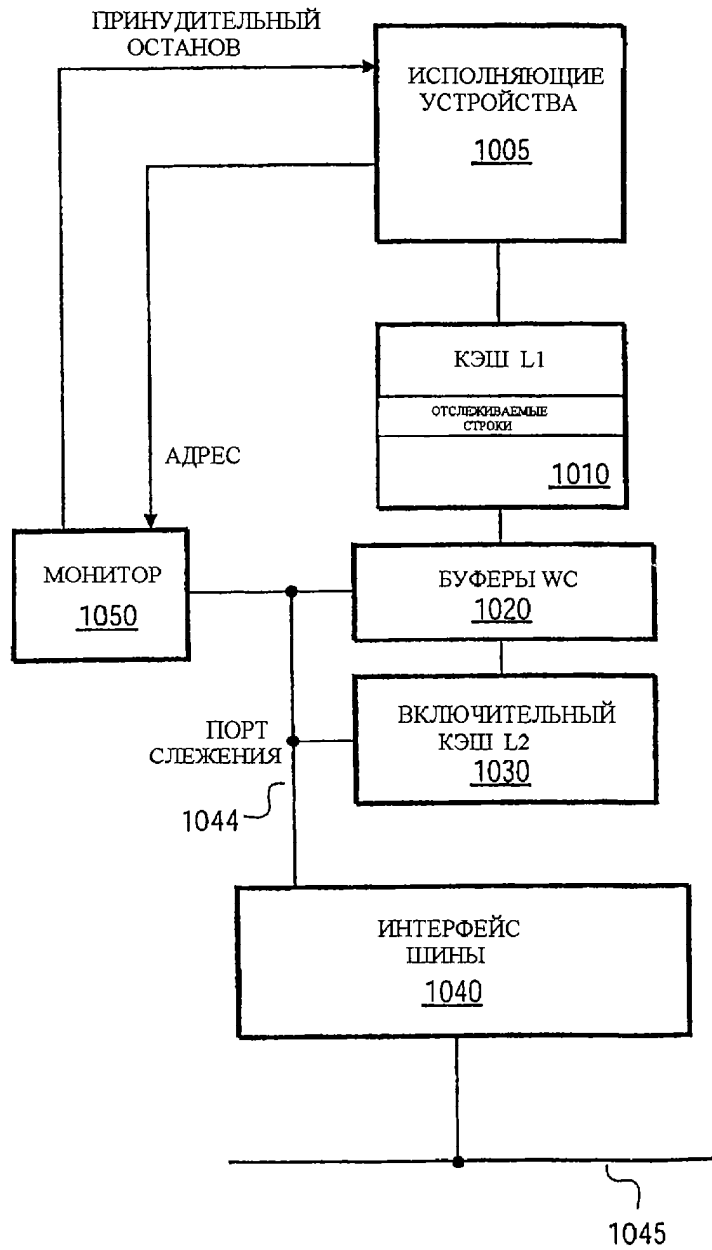 ПРИНУДИТЕЛЬНЫЙ
ОСТАНОВ
ИСПОЛНЯЮЩИЕ
УСТРОЙСТВА
1005
КЭШ L1
ОТСЛЕЖИВАЕМЫЕ
СТРОКИ
1010
АДРЕС
МОНИТОР
1050
БУФЕРЫ WC
1020
ВКЛЮЧИТЕЛЬНЫЙ
КЭШ L2
1030
ПОРТ
СЛЕЖЕНИЯ
1044
ИНТЕРФЕЙС
ШИНЫ
1040
1045